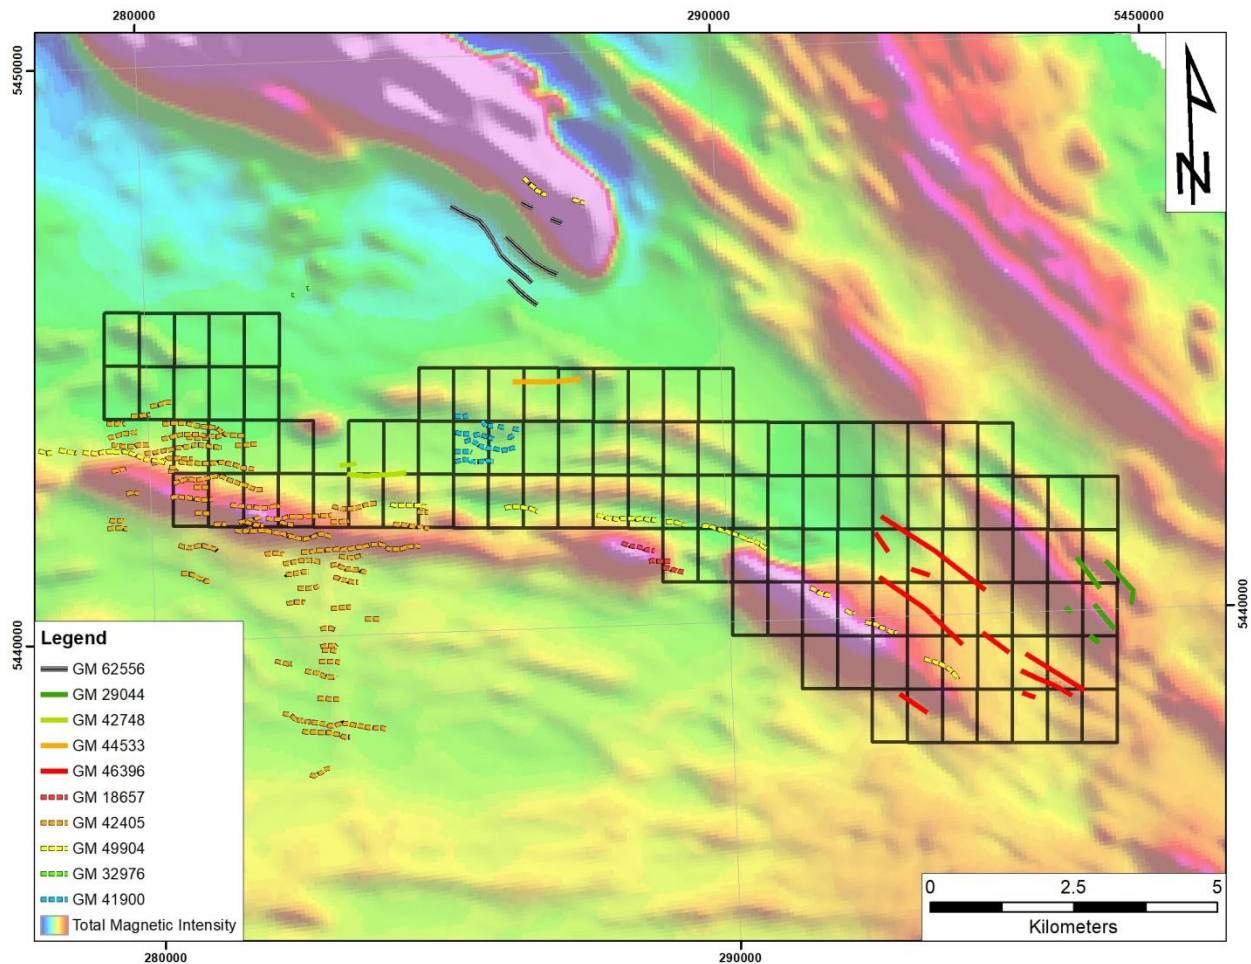 280000
290000
5450000
5450000
N
5440000
5440000
Legend
GM 62556
GM 29044
GM 42748
GM 44533
GM 46396
GM 18657
GM 42405
GM 49904
GM 32976
GM 41900
Total Magnetic Intensity
0 2.5 5
Kilometers
280000
290000